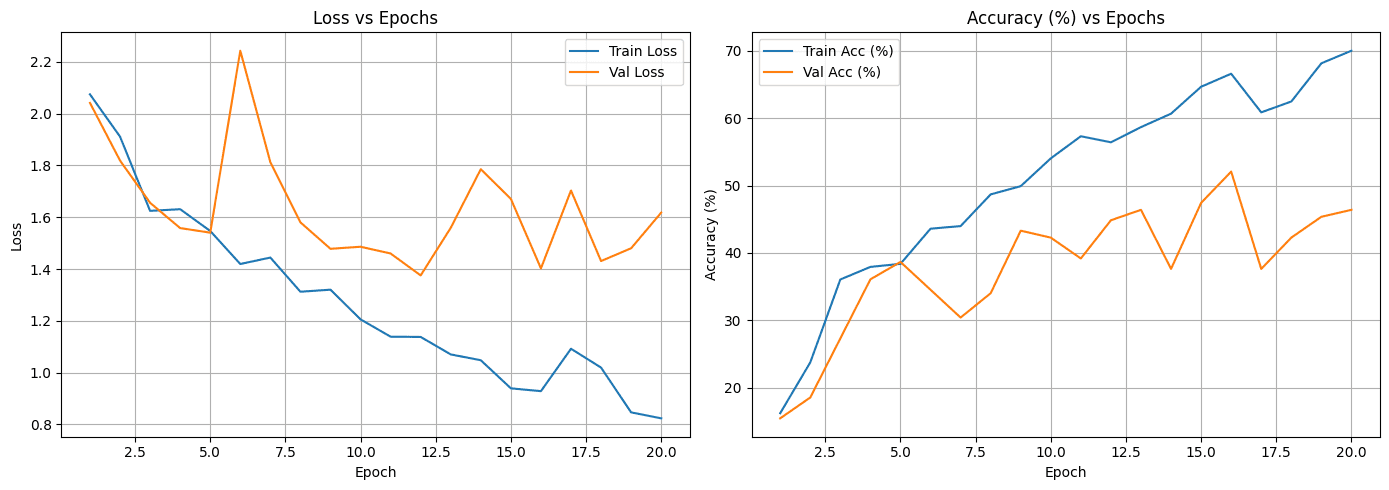 Loss vs Epochs
Train Loss
Val Loss
2.2
2.0
1.8
1.6
1.4
1.2
1.0
0.8
Loss
2.5 5.0 7.5 10.0 12.5 15.0 17.5 20.0
Epoch
Accuracy (%) vs Epochs
Train Acc (%)
Val Acc (%)
70
60
50
40
30
20
Accuracy (%)
2.5 5.0 7.5 10.0 12.5 15.0 17.5 20.0
Epoch